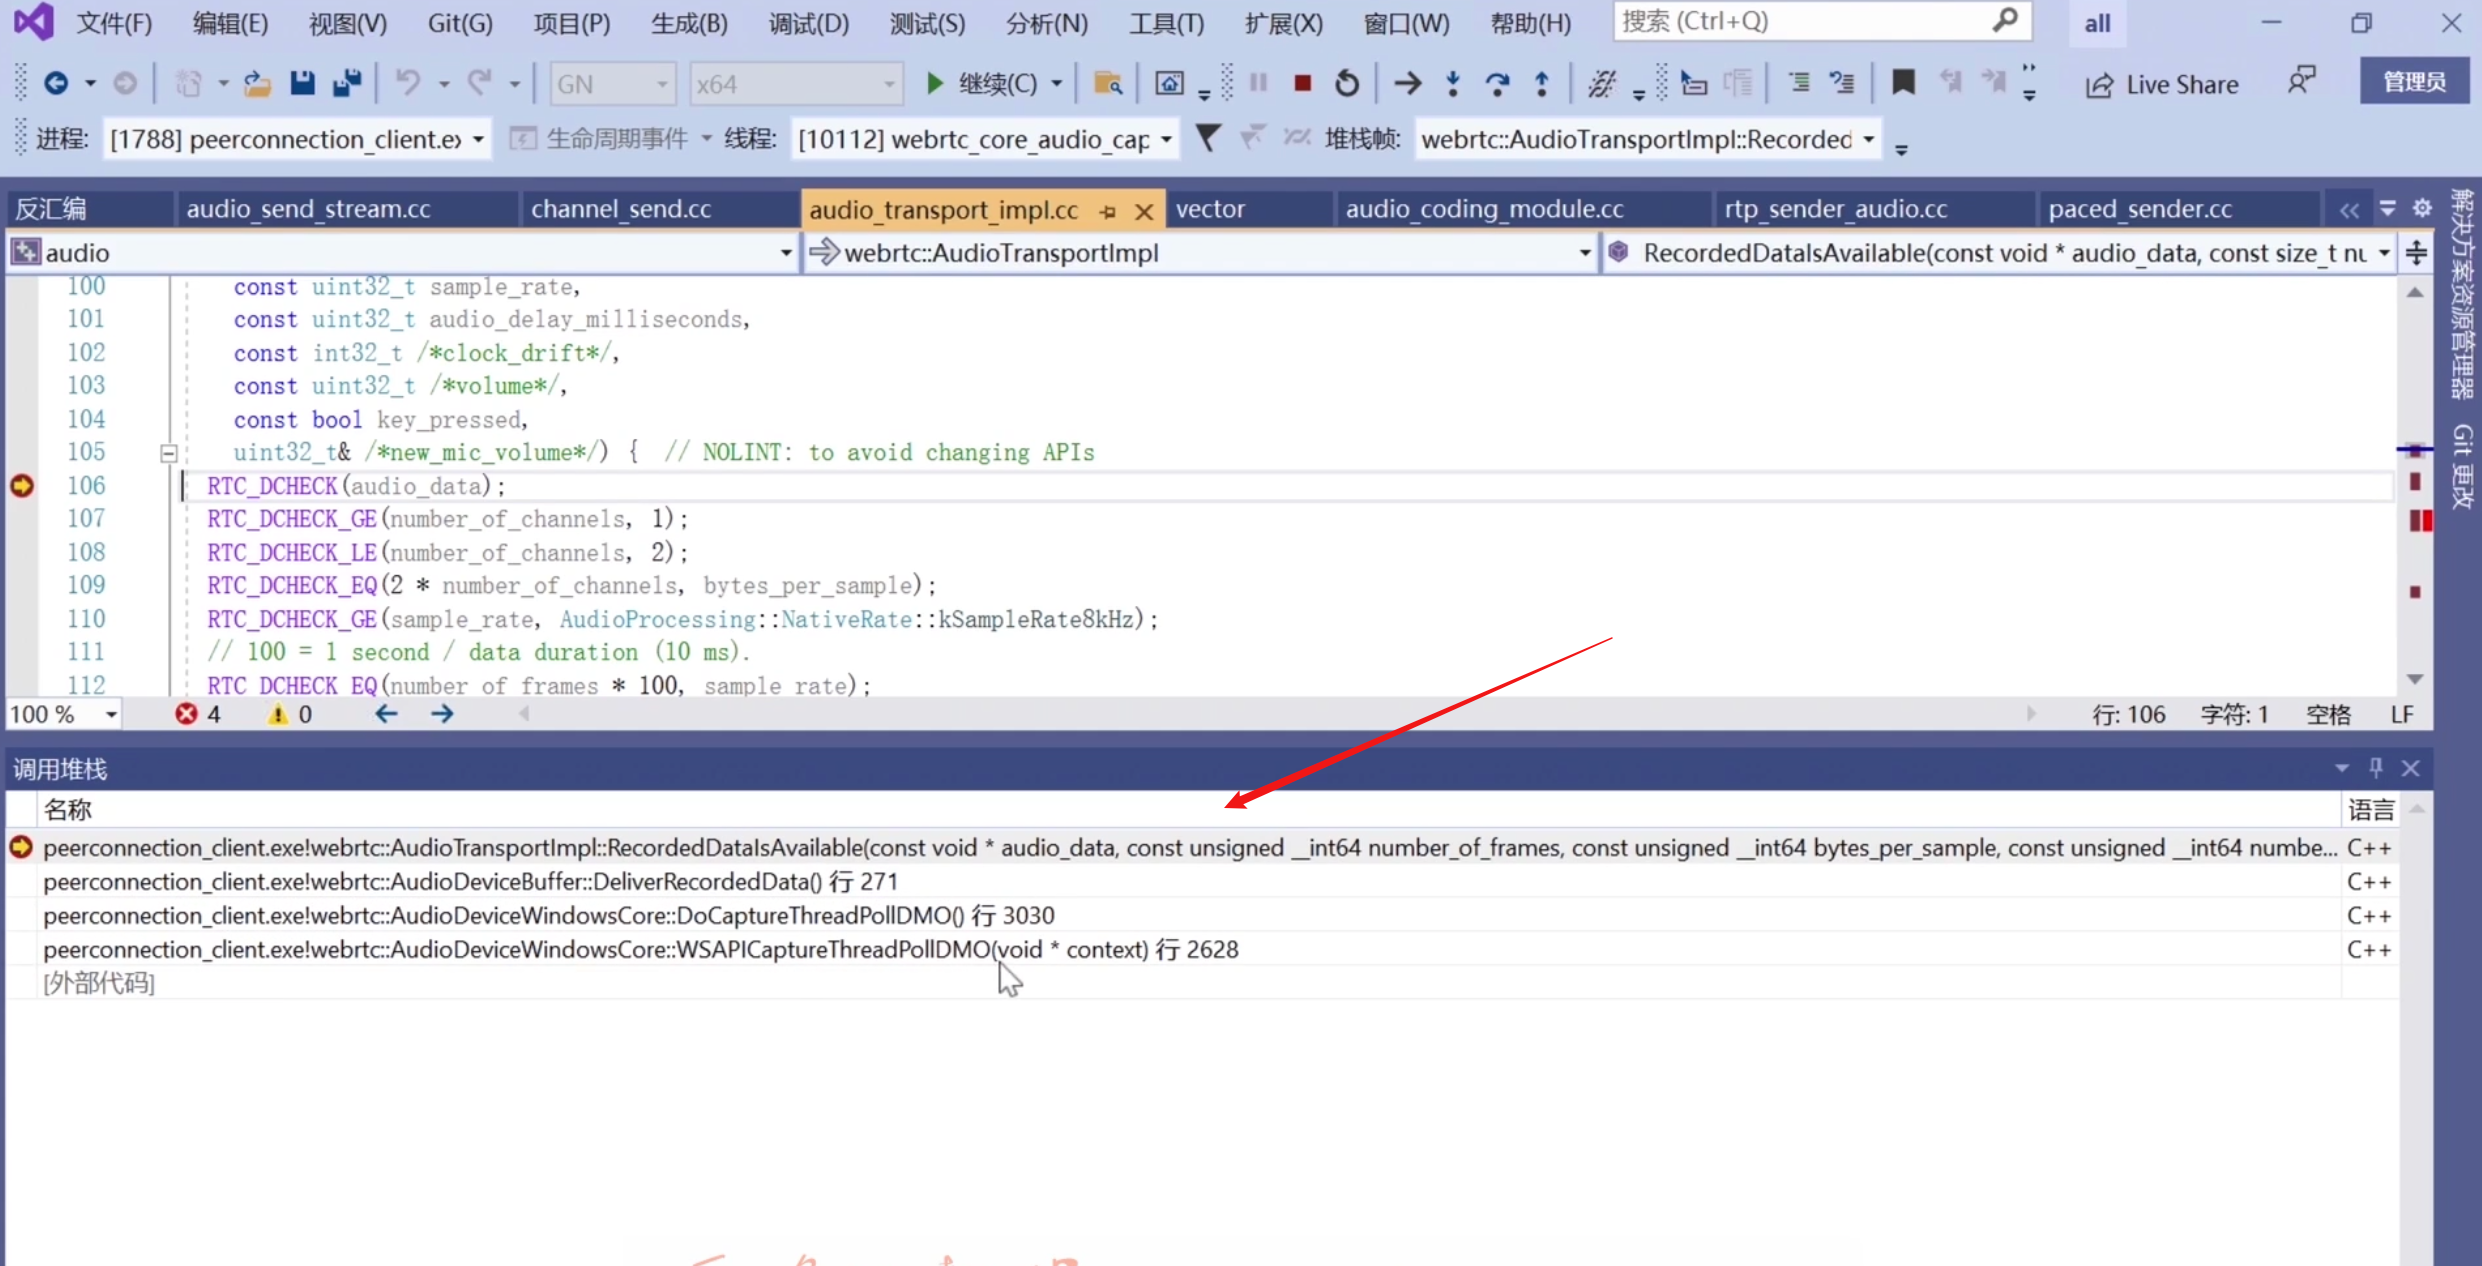 文件(F) 编辑(E) 视图(V) Git(G) 项目(P) 生成(B) 调试(D) 测试(S) 分析(N) 工具(T) 扩展(X) 窗口(W) 帮助(H) 搜索 (Ctrl+Q) all
GN x64 继续(C) Live Share 管理员
进程: [1788] peerconnection_client.ex 生命周期事件 线程: [10112] webrtc_core_audio_cap 堆栈帧: webrtc::AudioTransportImpl::Recorded
反汇编 audio_send_stream.cc channel_send.cc audio_transport_impl.cc vector audio_coding_module.cc rtp_sender_audio.cc paced_sender.cc
audio webrtc::AudioTransportImpl RecordedDataIsAvailable(const void * audio_data, const size_t nu
100 const uint32_t sample_rate,
101 const uint32_t audio_delay_milliseconds,
102 const int32_t /*clock_drift*/,
103 const uint32_t /*volume*/,
104 const bool key_pressed,
105 uint32_t& /*new_mic_volume*/) { // NOLINT: to avoid changing APIs
106 RTC_DCHECK(audio_data);
107 RTC_DCHECK_GE(number_of_channels, 1);
108 RTC_DCHECK_LE(number_of_channels, 2);
109 RTC_DCHECK_EQ(2 * number_of_channels, bytes_per_sample);
110 RTC_DCHECK_GE(sample_rate, AudioProcessing::NativeRate::kSampleRate8kHz);
111 // 100 = 1 second / data duration (10 ms).
112 RTC_DCHECK_EQ(number_of_frames * 100, sample_rate);
100 % 4 0 行: 106 字符: 1 空格 LF
调用堆栈
名称 语言
peerconnection_client.exe!webrtc::AudioTransportImpl::RecordedDataIsAvailable(const void * audio_data, const unsigned __int64 number_of_frames, const unsigned __int64 bytes_per_sample, const unsigned __int64 numbe... C++
peerconnection_client.exe!webrtc::AudioDeviceBuffer::DeliverRecordedData() 行 271 C++
peerconnection_client.exe!webrtc::AudioDeviceWindowsCore::DoCaptureThreadPollDMO() 行 3030 C++
peerconnection_client.exe!webrtc::AudioDeviceWindowsCore::WSAPICaptureThreadPollDMO(void * context) 行 2628 C++
[外部代码]
解决方案资源管理器
Git 更改